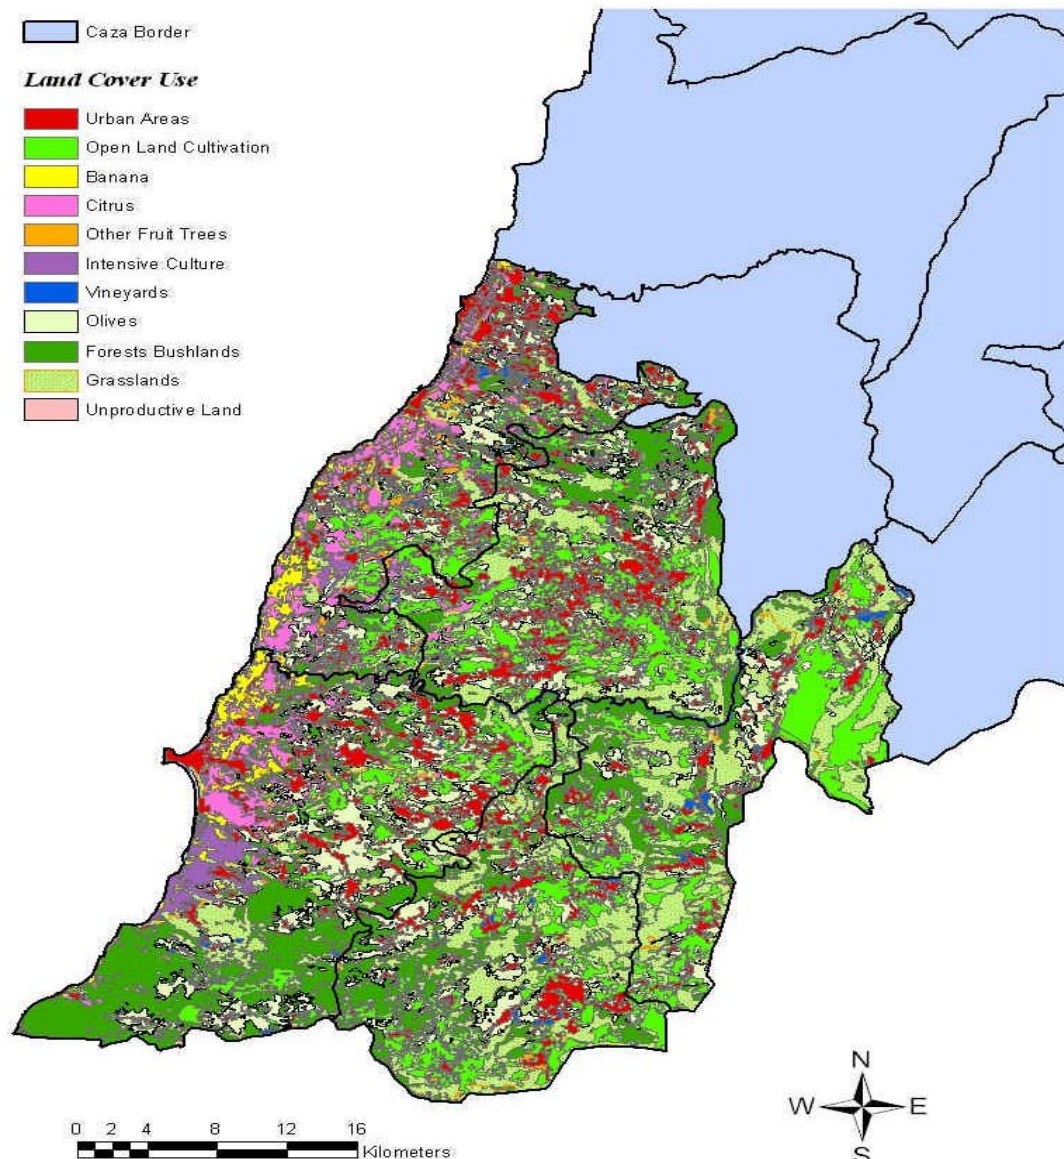 Caza Border
Land Cover Use
Urban Areas
Open Land Cultivation
Banana
Citrus
Other Fruit Trees
Intensive Culture
Vineyards
Olives
Forests Bushlands
Grasslands
Unproductive Land
N
W E
S
0 2 4 8 12 16
Kilometers